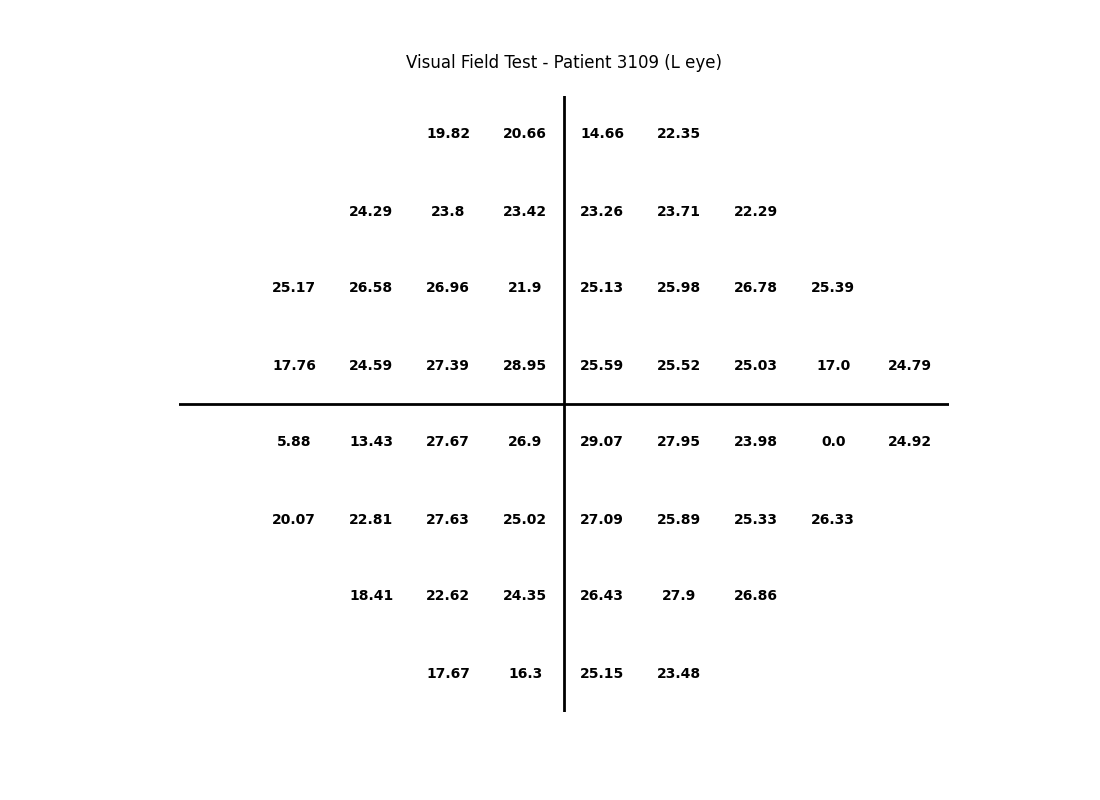 Visual Field Test - Patient 3109 (L eye)
19.82 20.66 14.66 22.35
24.29 23.8 23.42 23.26 23.71 22.29
25.17 26.58 26.96 21.9 25.13 25.98 26.78 25.39
17.76 24.59 27.39 28.95 25.59 25.52 25.03 17.0 24.79
5.88 13.43 27.67 26.9 29.07 27.95 23.98 0.0 24.92
20.07 22.81 27.63 25.02 27.09 25.89 25.33 26.33
18.41 22.62 24.35 26.43 27.9 26.86
17.67 16.3 25.15 23.48